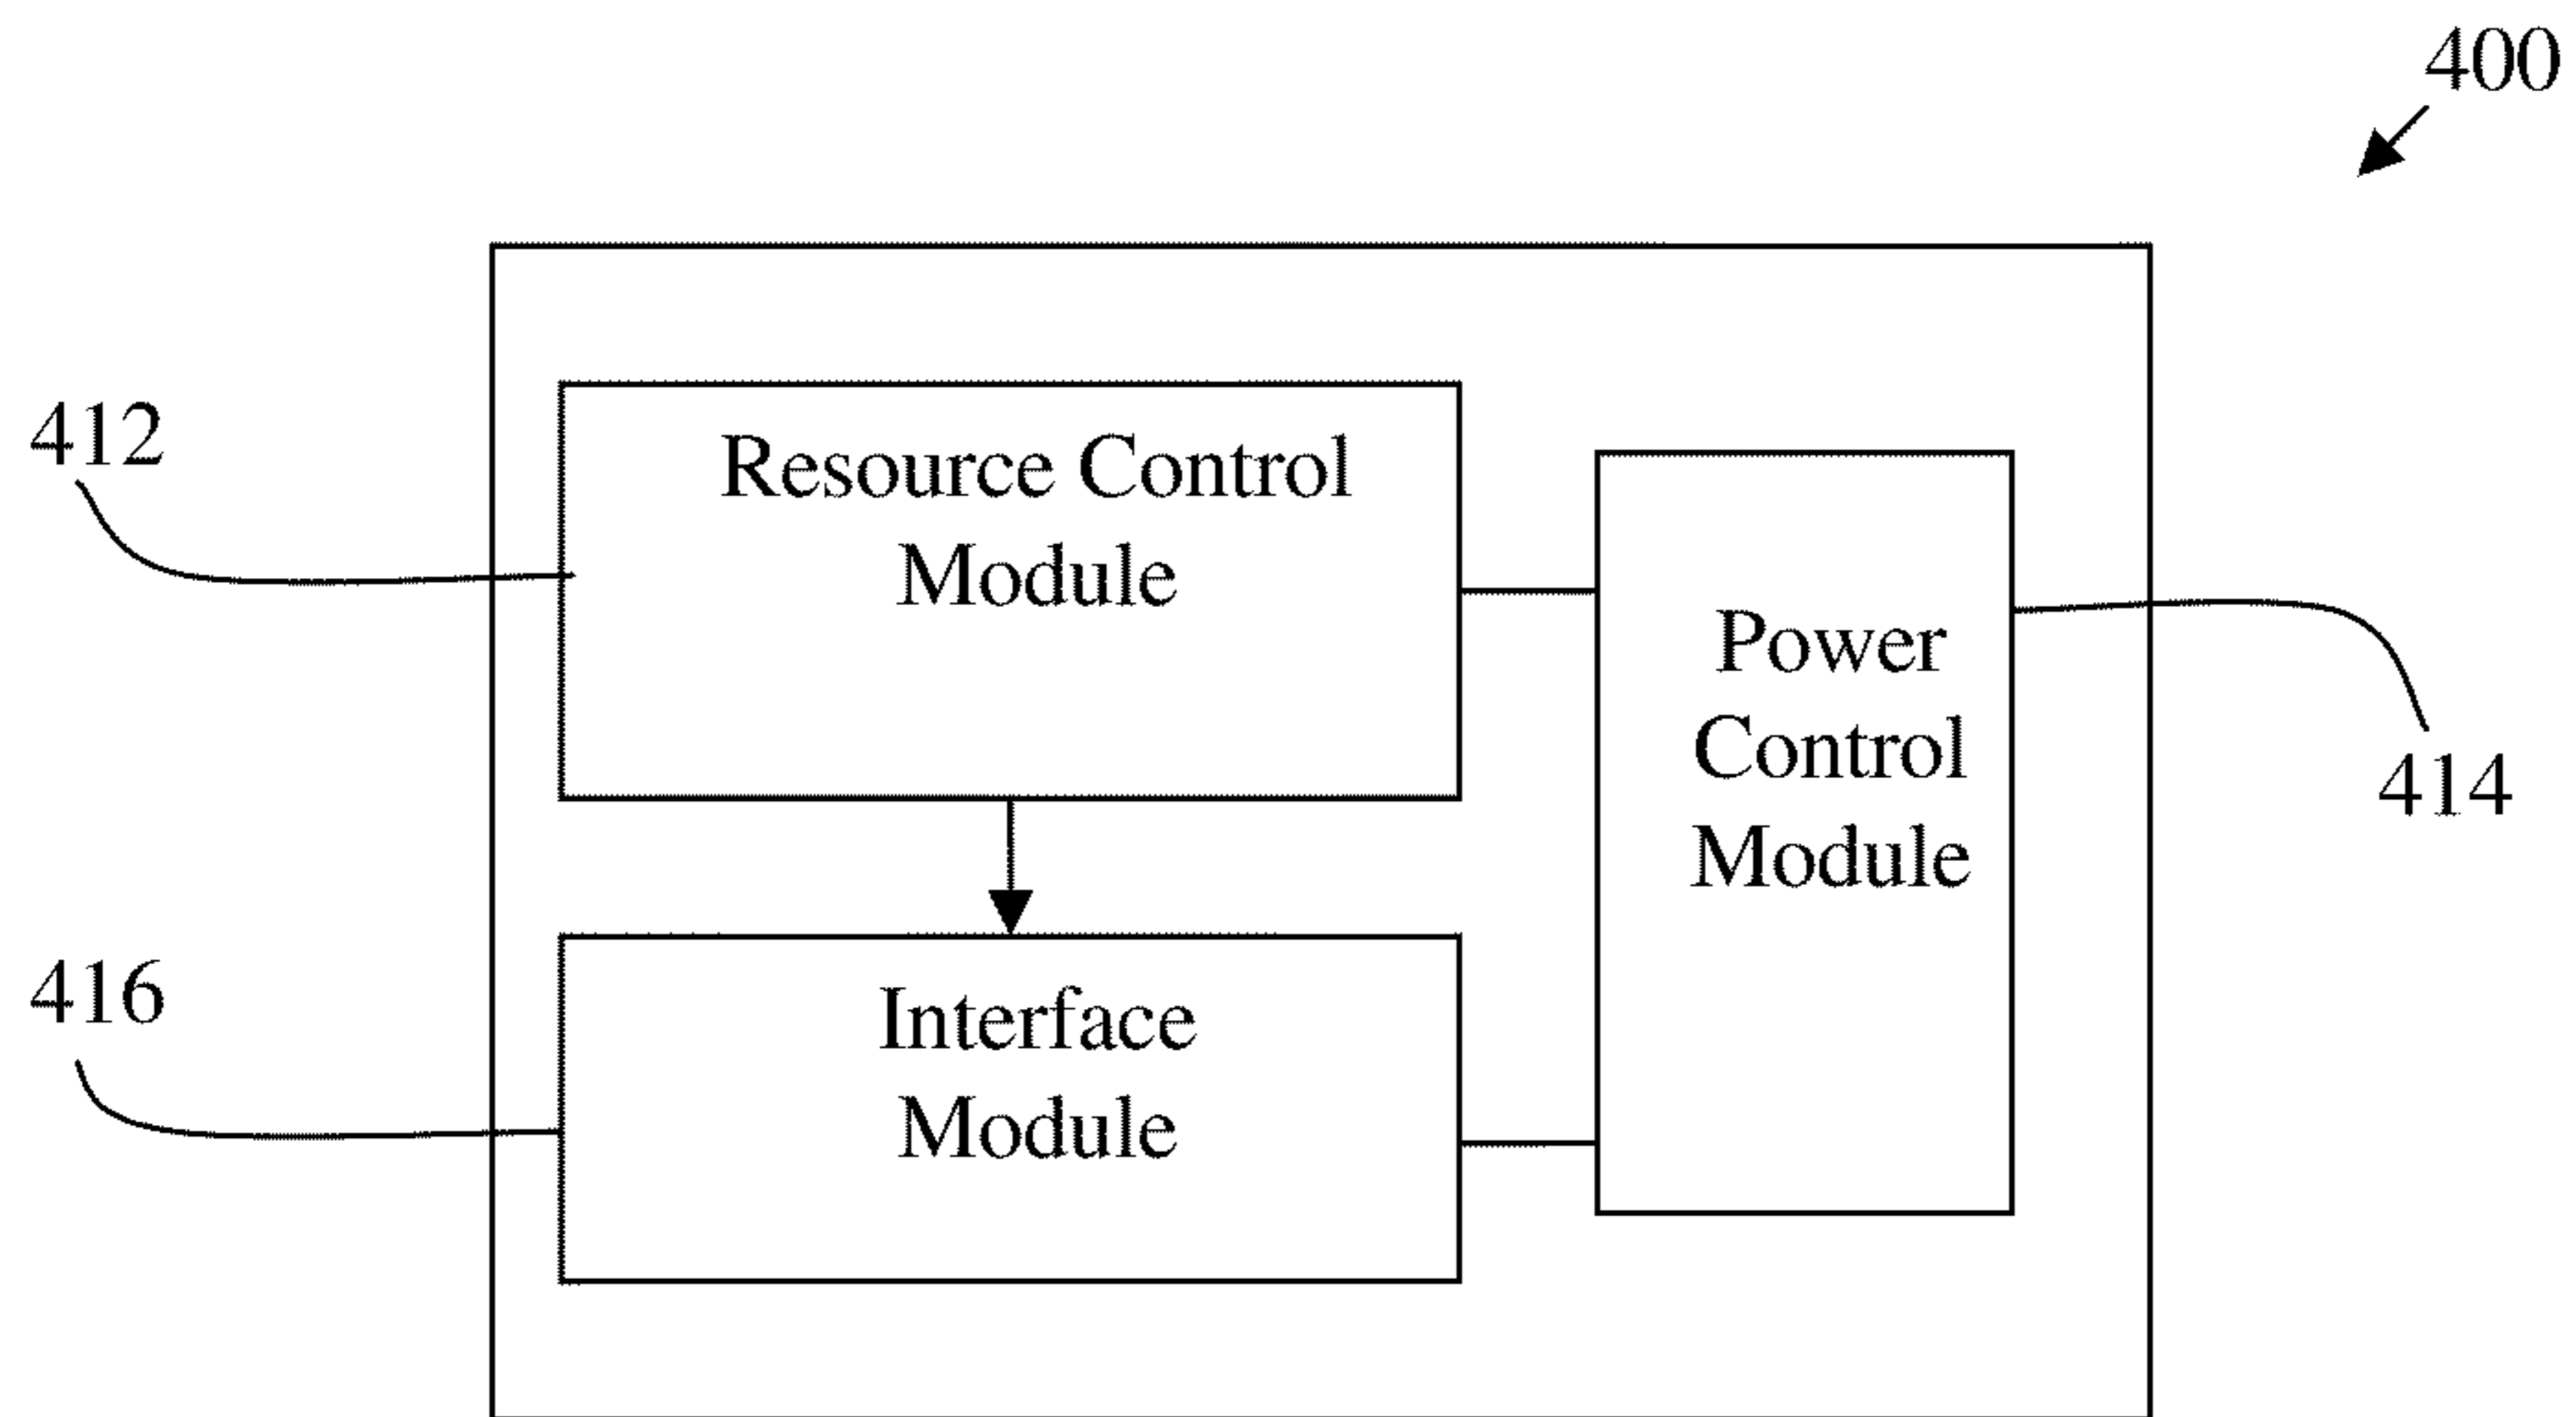 400
412
Resource Control
Module
Power
Control
Module
414
416
Interface
Module